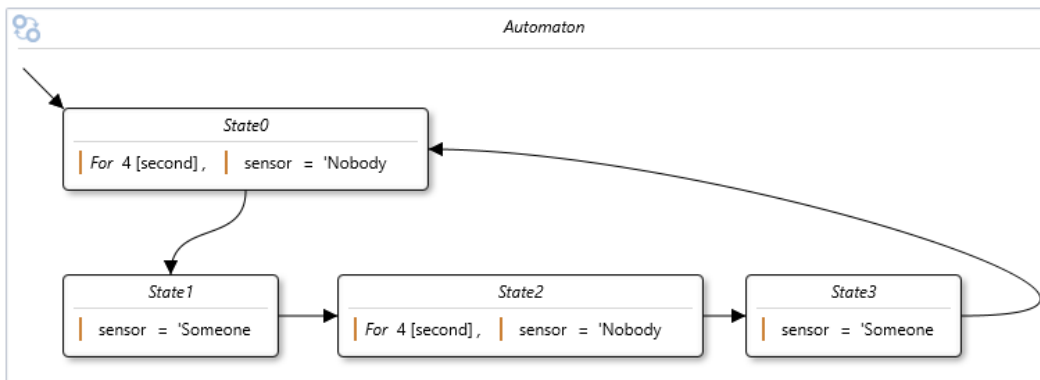 Automaton
State0
For 4 [second] , sensor = 'Nobody
State1
sensor = 'Someone
State2
For 4 [second] , sensor = 'Nobody
State3
sensor = 'Someone